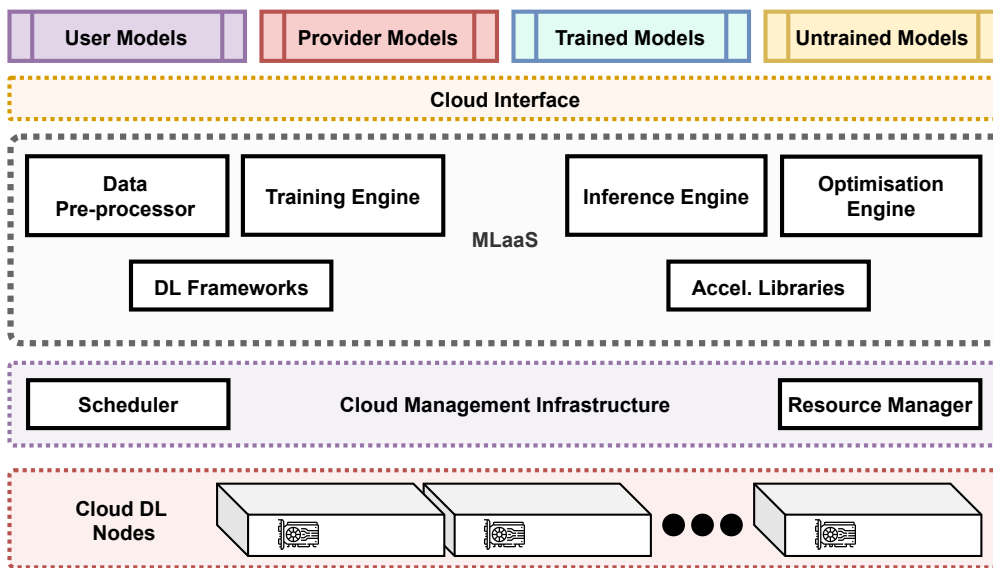 User Models
Provider Models
Trained Models
Untrained Models
Cloud Interface
Data
Pre-processor
Training Engine
Inference Engine
Optimisation
Engine
MLaaS
DL Frameworks
Accel. Libraries
Scheduler
Cloud Management Infrastructure
Resource Manager
Cloud DL
Nodes